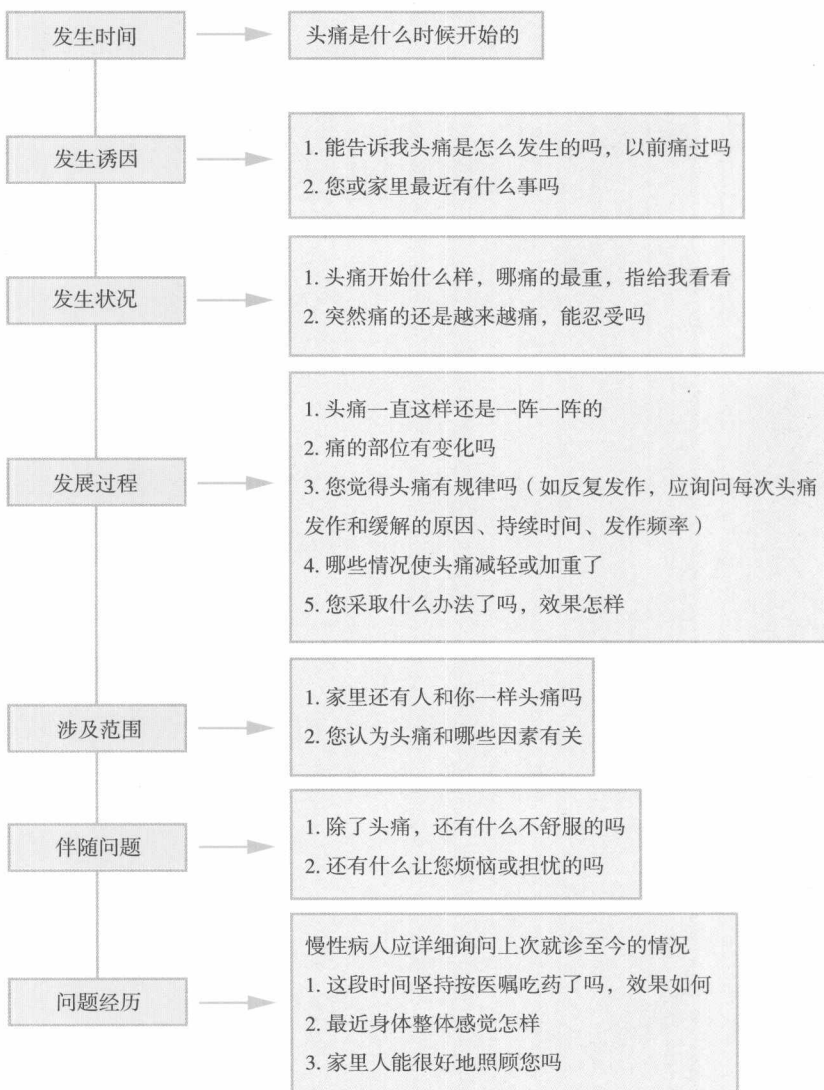 发生时间
头痛是什么时候开始的
发生诱因
1. 能告诉我头痛是怎么发生的吗，以前痛过吗
2. 您或家里最近有什么事吗
发生状况
1. 头痛开始什么样，哪痛的最重，指给我看看
2. 突然痛的还是越来越痛，能忍受吗
发展过程
1. 头痛一直这样还是一阵一阵的
2. 痛的部位有变化吗
3. 您觉得头痛有规律吗（如反复发作，应询问每次头痛
发作和缓解的原因、持续时间、发作频率）
4. 哪些情况使头痛减轻或加重了
5. 您采取什么办法了吗，效果怎样
涉及范围
1. 家里还有人和你一样头痛吗
2. 您认为头痛和哪些因素有关
伴随问题
1. 除了头痛，还有什么不舒服的吗
2. 还有什么让您烦恼或担忧的吗
问题经历
慢性病人应详细询问上次就诊至今的情况
1. 这段时间坚持按医嘱吃药了吗，效果如何
2. 最近身体整体感觉怎样
3. 家里人能很好地照顾您吗